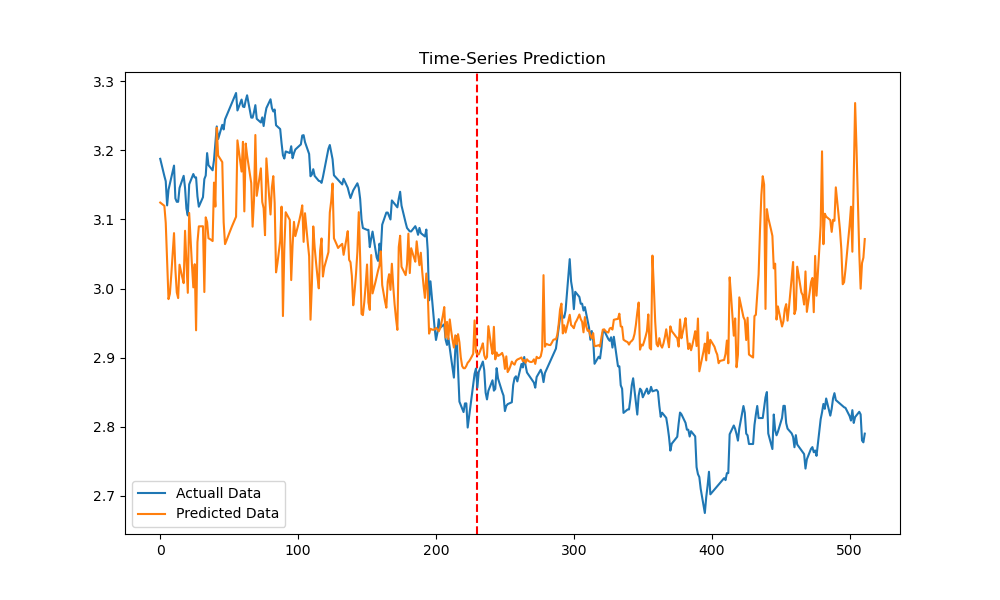 Time-Series Prediction
3.3
3.2
3.1
3.0
2.9
2.8
2.7
Actuall Data
Predicted Data
0 100 200 300 400 500